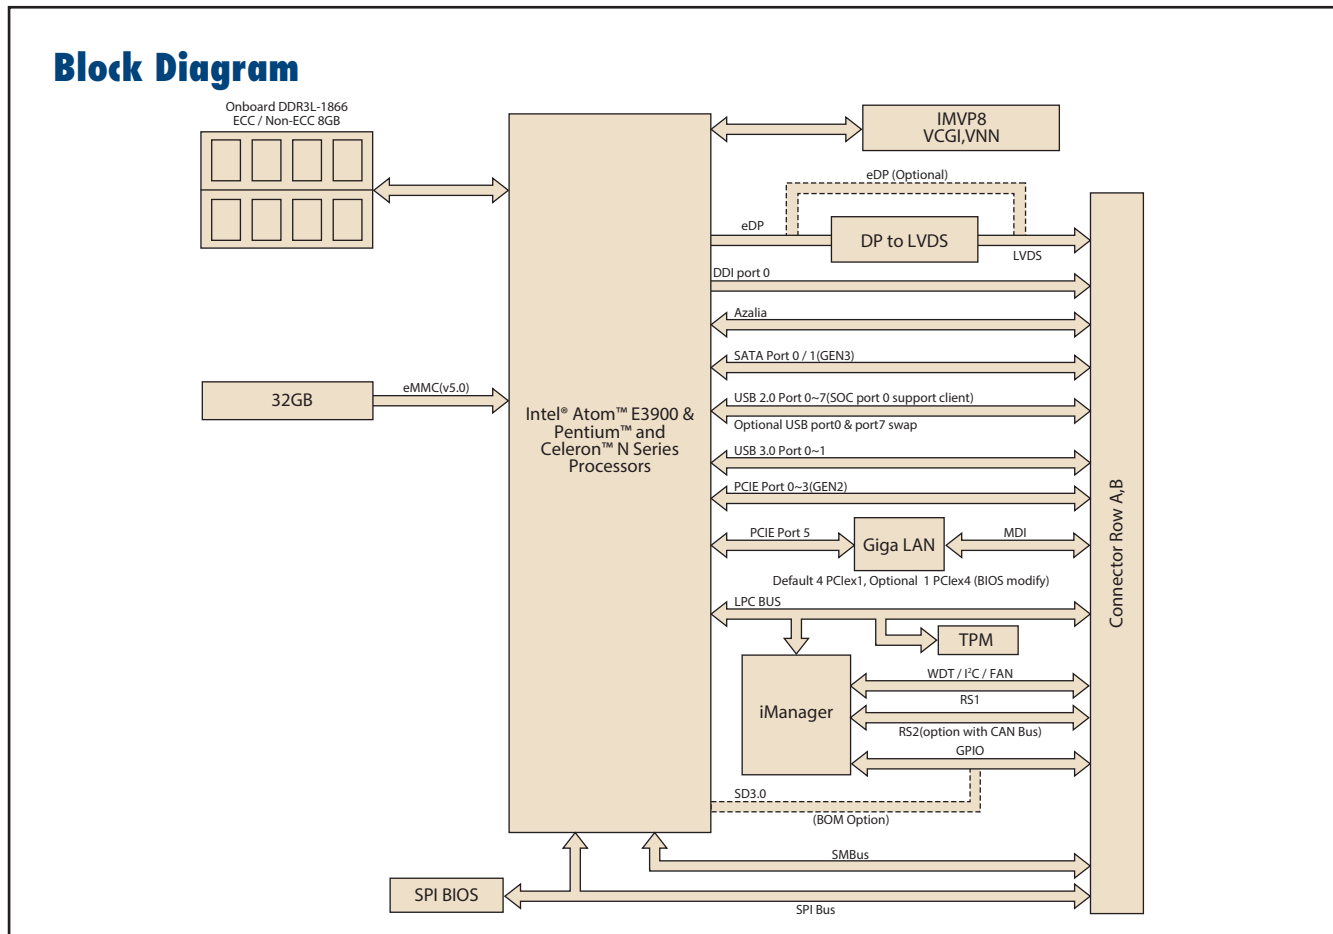 Block Diagram
Onboard DDR3L-1866
ECC / Non-ECC 8GB
IMVP8
VCGI,VNN
eDP (Optional)
eDP
DP to LVDS
LVDS
DDI port 0
Azalia
SATA Port 0 / 1(GEN3)
32GB
eMMC(v5.0)
Intel® Atom™ E3900 &
Pentium™ and
Celeron™ N Series
Processors
USB 2.0 Port 0~7(SOC port 0 support client)
Optional USB port0 & port7 swap
USB 3.0 Port 0~1
PCIE Port 0~3(GEN2)
PCIE Port 5
Giga LAN
MDI
Default 4 PCIex1, Optional 1 PCIex4 (BIOS modify)
LPC BUS
TPM
iManager
WDT / I²C / FAN
RS1
RS2(option with CAN Bus)
GPIO
SD3.0
(BOM Option)
Connector Row A,B
SMBus
SPI BIOS
SPI Bus